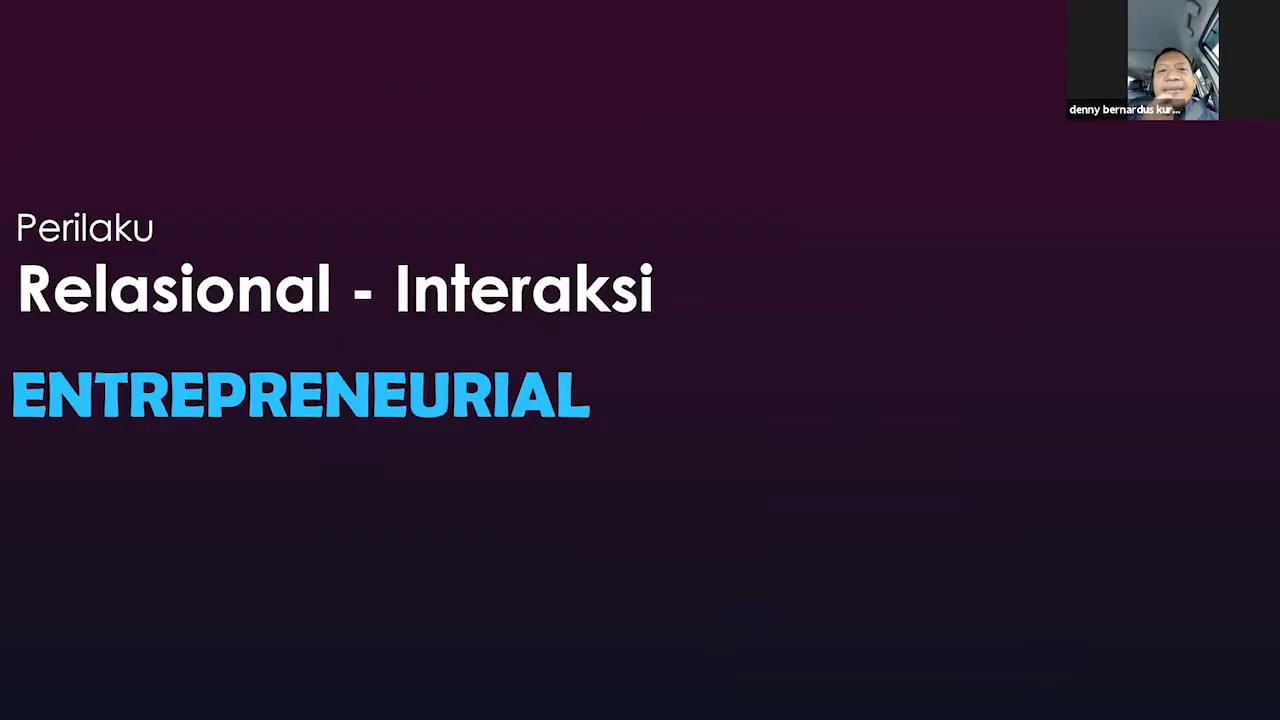 denny bernardus kur...
Perilaku
Relasional - Interaksi
ENTREPRENEURIAL